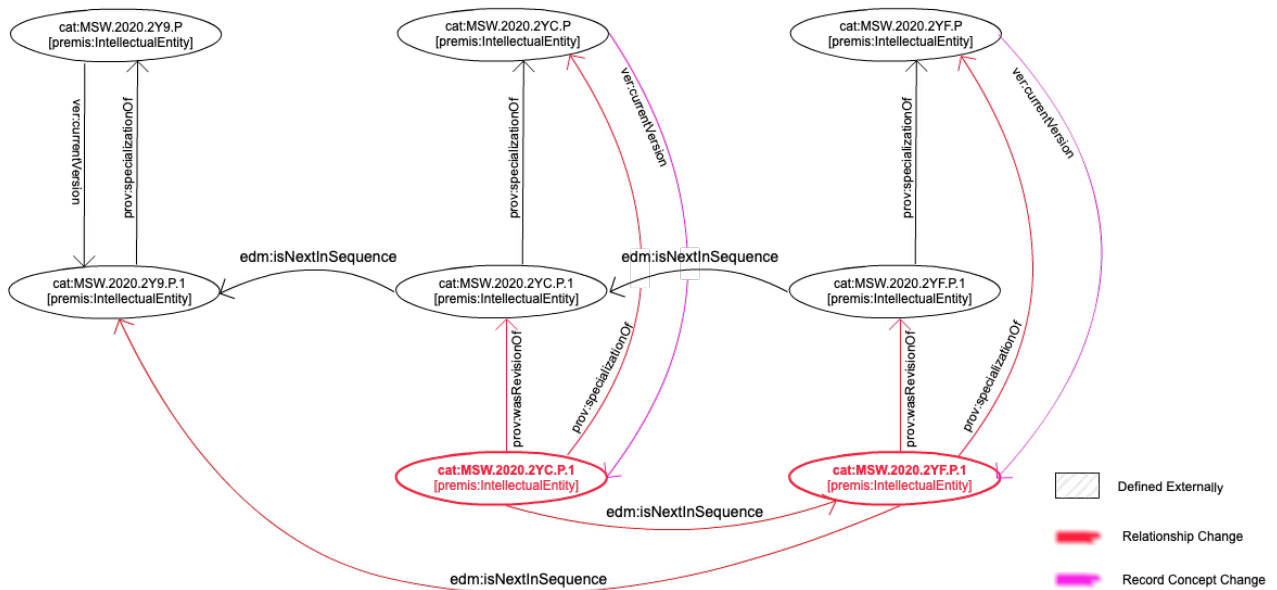 cat:MSW.2020.2Y9.P
[premis:IntellectualEntity]
cat:MSW.2020.2YC.P
[premis:IntellectualEntity]
cat:MSW.2020.2YF.P
[premis:IntellectualEntity]
ver:currentVersion
prov:specializationOf
prov:specializationOf
ver:currentVersion
prov:specializationOf
ver:currentVersion
edm:isNextInSequence
edm:isNextInSequence
cat:MSW.2020.2Y9.P.1
[premis:IntellectualEntity]
cat:MSW.2020.2YC.P.1
[premis:IntellectualEntity]
cat:MSW.2020.2YF.P.1
[premis:IntellectualEntity]
prov:wasRevisionOf
prov:specializationOf
prov:wasRevisionOf
prov:specializationOf
cat:MSW.2020.2YC.P.1
[premis:IntellectualEntity]
cat:MSW.2020.2YF.P.1
[premis:IntellectualEntity]
edm:isNextInSequence
edm:isNextInSequence
Defined Externally
Relationship Change
Record Concept Change